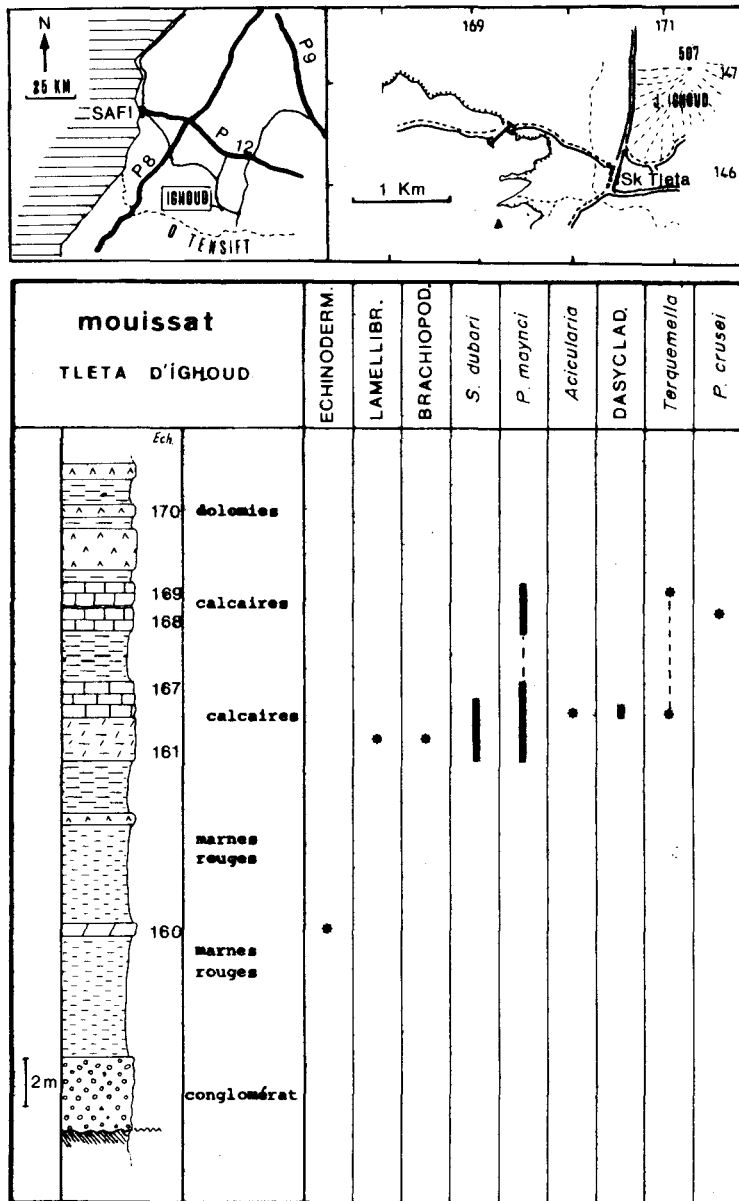 N
25 KM
SAFI
P 9
P 12
P8
IGHOUD
O TENSIFT
169
171
507
147
J. IGHOUD
146
Sk Tleta
1 Km
mouissat
TLETA D'IGHOUD
ECHINODERM.
LAMELLIBR.
BRACHIOPOD.
S. dubari
P. maynci
Acicularia
DASYCLAD.
Terquemella
P. crusei
Ech.
170 dolomies
169
calcaires
168
167
calcaires
161
marnes
rouges
160
marnes
rouges
2m
conglomérat